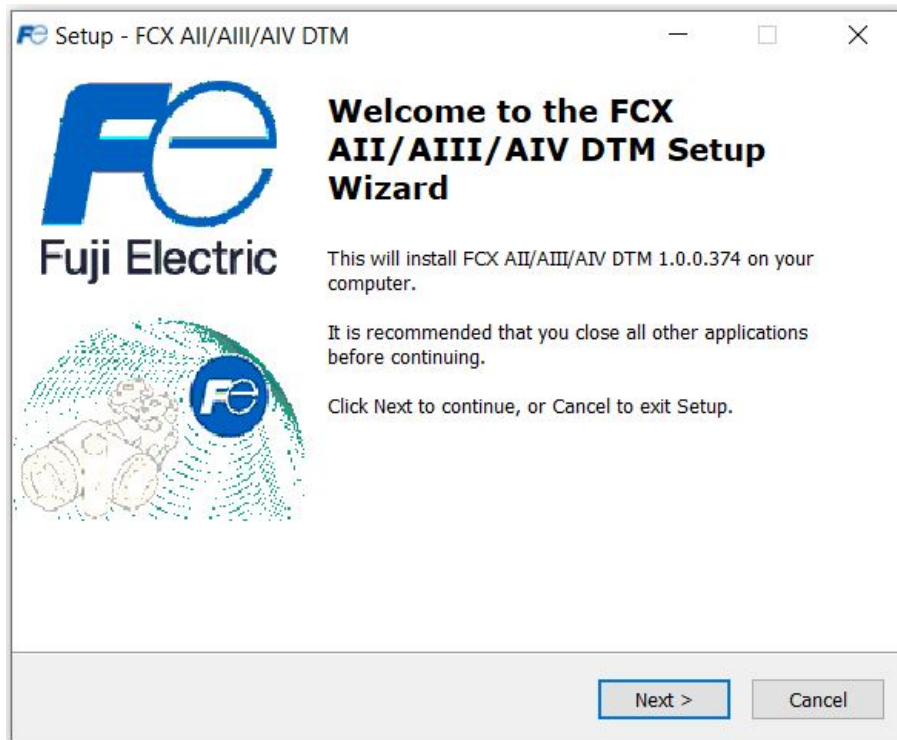 Setup - FCX AII/AIII/AIV DTM
Fe
Fuji Electric
Fe
Welcome to the FCX
AII/AIII/AIV DTM Setup
Wizard
This will install FCX AII/AIII/AIV DTM 1.0.0.374 on your
computer.
It is recommended that you close all other applications
before continuing.
Click Next to continue, or Cancel to exit Setup.
Next >
Cancel